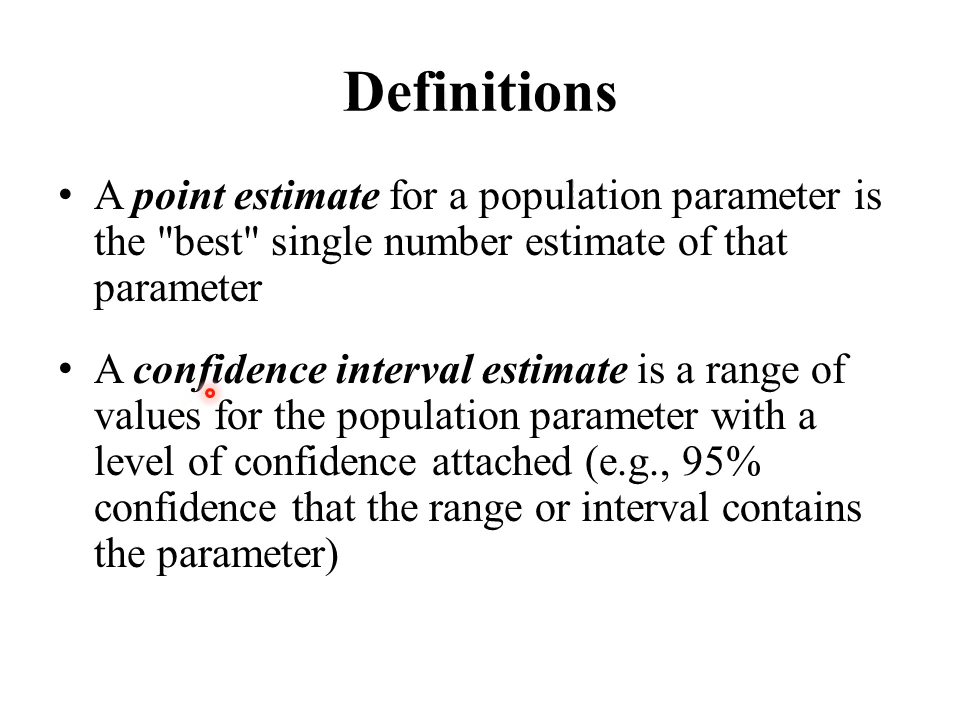 Definitions
• A point estimate for a population parameter is
the "best" single number estimate of that
parameter
• A confidence interval estimate is a range of
values for the population parameter with a
level of confidence attached (e.g., 95%
confidence that the range or interval contains
the parameter)